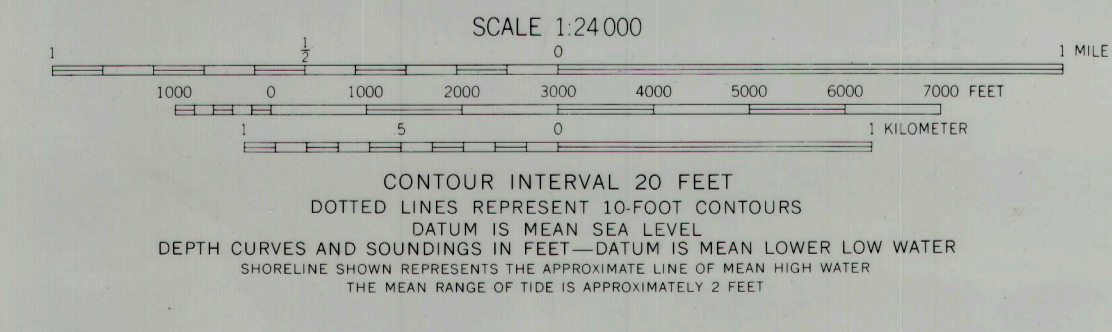 SCALE 1:24 000
1 1/2 0 1 MILE
1000 0 1000 2000 3000 4000 5000 6000 7000 FEET
1 .5 0 1 KILOMETER
CONTOUR INTERVAL 20 FEET
DOTTED LINES REPRESENT 10-FOOT CONTOURS
DATUM IS MEAN SEA LEVEL
DEPTH CURVES AND SOUNDINGS IN FEET—DATUM IS MEAN LOWER LOW WATER
SHORELINE SHOWN REPRESENTS THE APPROXIMATE LINE OF MEAN HIGH WATER
THE MEAN RANGE OF TIDE IS APPROXIMATELY 2 FEET